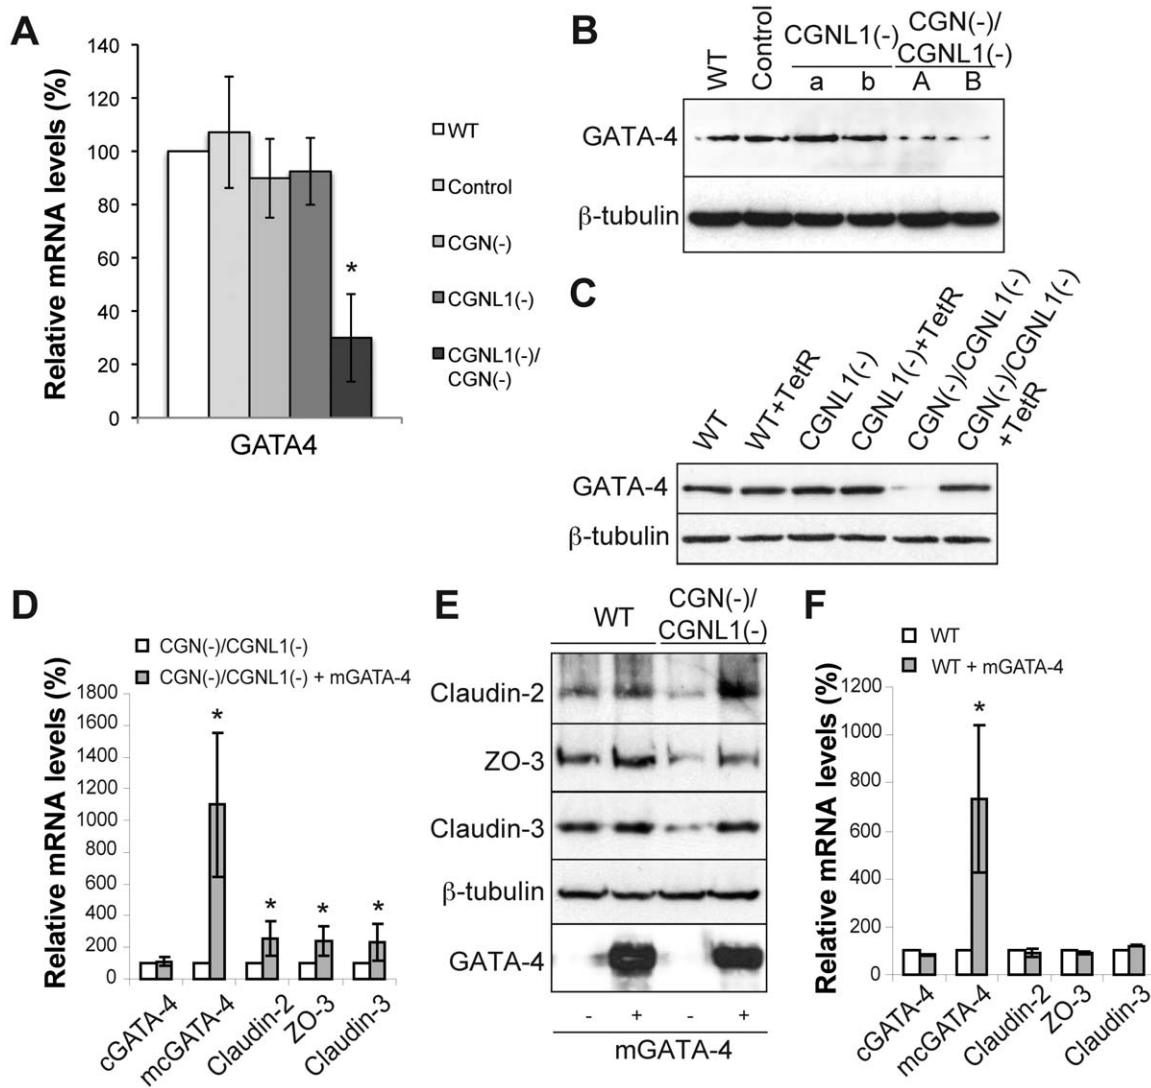 A
Relative mRNA levels (%)
140
120
100
80
60
40
20
0
*
GATA4
WT
Control
CGN(-)
CGNL1(-)
CGNL1(-)/
CGN(-)
B
WT
Control
CGNL1(-)
a b
CGN(-)/
CGNL1(-)
A B
GATA-4
β-tubulin
C
WT
WT+TetR
CGNL1(-)
CGNL1(-)+TetR
CGN(-)/CGNL1(-)
CGN(-)/CGNL1(-)
+TetR
GATA-4
β-tubulin
D
CGN(-)/CGNL1(-)
CGN(-)/CGNL1(-) + mGATA-4
Relative mRNA levels (%)
1800
1600
1400
1200
1000
800
600
400
200
0
* * * *
cGATA-4
mcGATA-4
Claudin-2
ZO-3
Claudin-3
E
WT
CGN(-)/
CGNL1(-)
Claudin-2
ZO-3
Claudin-3
β-tubulin
GATA-4
- + - +
mGATA-4
F
WT
WT + mGATA-4
Relative mRNA levels (%)
1200
1000
800
600
400
200
0
*
cGATA-4
mcGATA-4
Claudin-2
ZO-3
Claudin-3